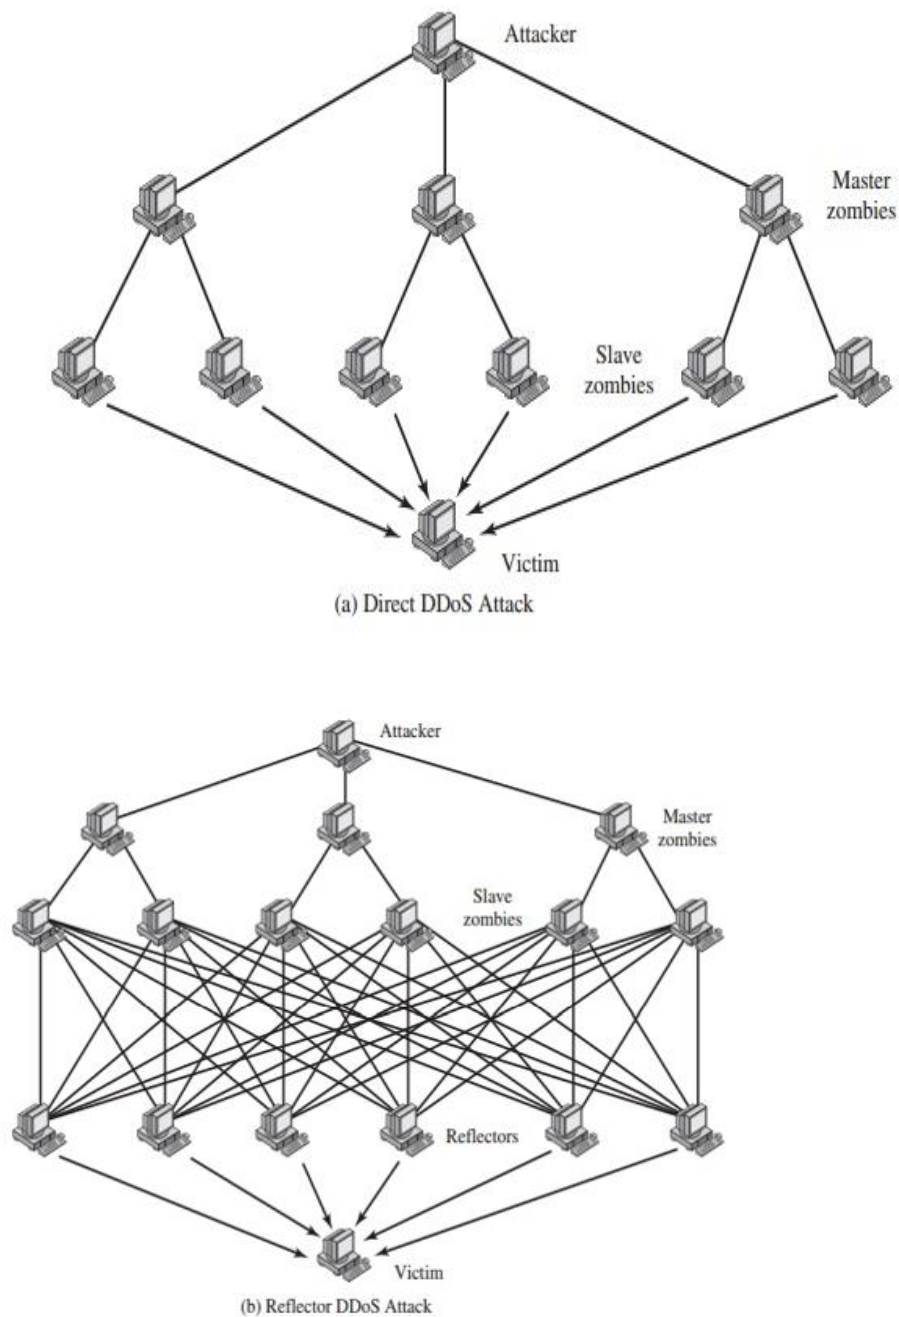 Attacker
Master
zombies
Slave
zombies
Victim
(a) Direct DDoS Attack
Attacker
Master
zombies
Slave
zombies
Reflectors
Victim
(b) Reflector DDoS Attack